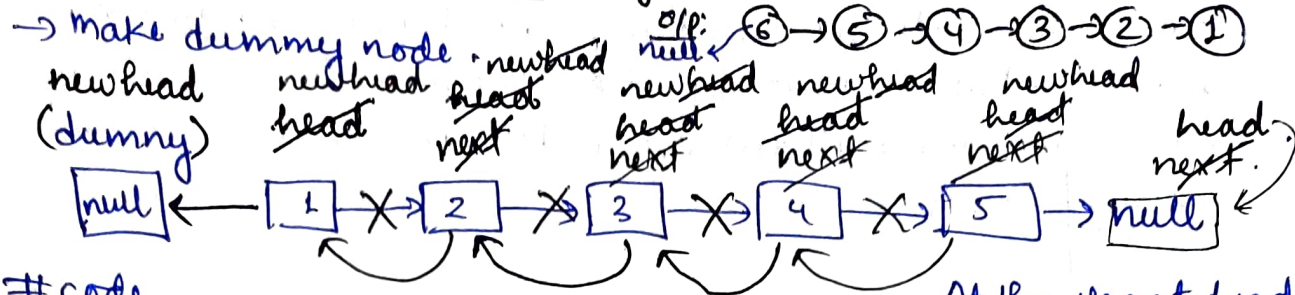 → make dummy node.
O/P:
null ← 6 → 5 → 4 → 3 → 2 → 1
newhead newhead newhead newhead newhead newhead
(dummy) head head head head head head
next next next next next
null ← 1 → 2 → 3 → 4 → 5 → null
# code